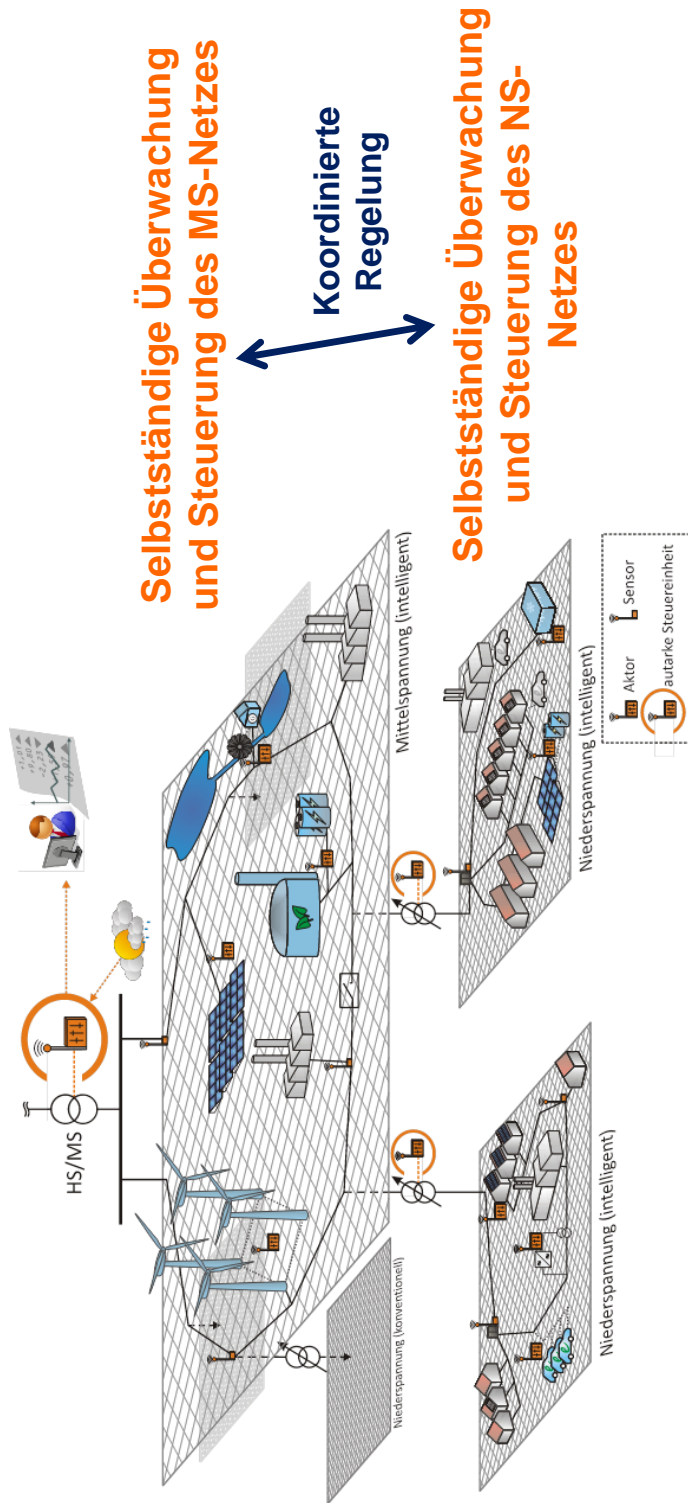 HS/MS
Mittelspannung (intelligent)
Niederspannung (konventionell)
Niederspannung (intelligent)
Niederspannung (intelligent)
Aktor
Sensor
autarke Steuereinheit
Selbstständige Überwachung
und Steuerung des MS-Netzes
Koordinierte
Regelung
Selbstständige Überwachung
und Steuerung des NS-
Netzes